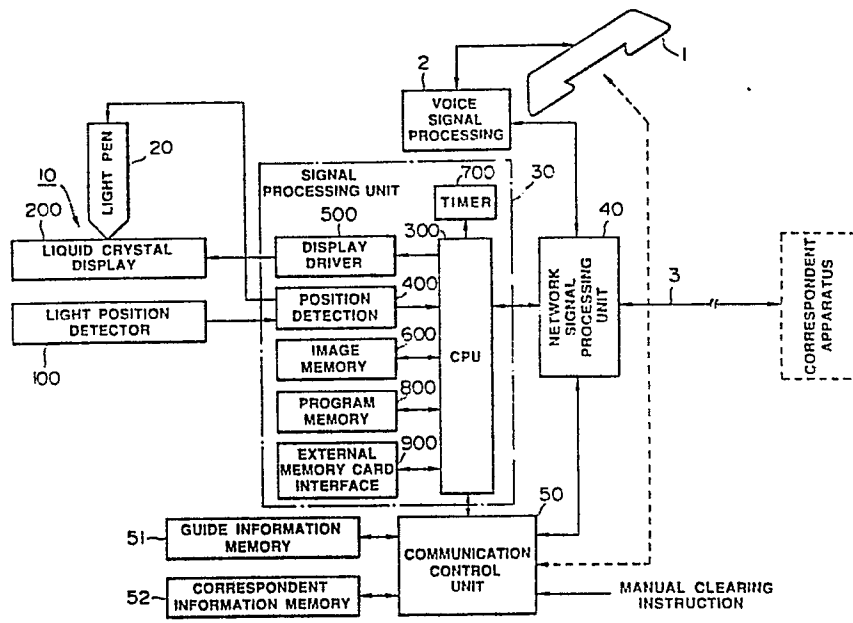 1
2
VOICE
SIGNAL
PROCESSING
LIGHT PEN
20
10
200
LIQUID CRYSTAL
DISPLAY
LIGHT POSITION
DETECTOR
100
SIGNAL
PROCESSING UNIT
30
700
TIMER
500
DISPLAY
DRIVER
300
400
POSITION
DETECTION
600
IMAGE
MEMORY
800
PROGRAM
MEMORY
900
EXTERNAL
MEMORY CARD
INTERFACE
CPU
40
NETWORK
SIGNAL
PROCESSING
UNIT
3
CORRESPONDENT
APPARATUS
50
COMMUNICATION
CONTROL
UNIT
51
GUIDE INFORMATION
MEMORY
52
CORRESPONDENT
INFORMATION MEMORY
MANUAL CLEARING
INSTRUCTION